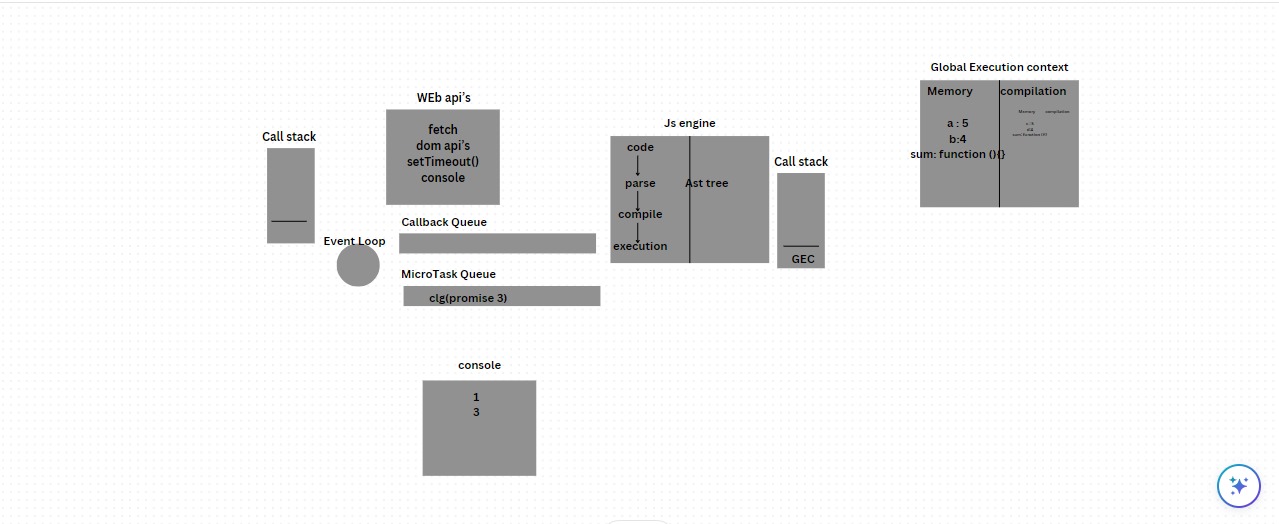 Global Execution context
Memory
compilation
a : 5
b:4
sum: function (){}
Memory
compilation
a : 5
b:4
sum: function (){}
WEb api's
fetch
dom api's
setTimeout()
console
Call stack
Js engine
code
parse
Ast tree
compile
execution
Call stack
GEC
Callback Queue
Event Loop
MicroTask Queue
clg(promise 3)
console
1
3